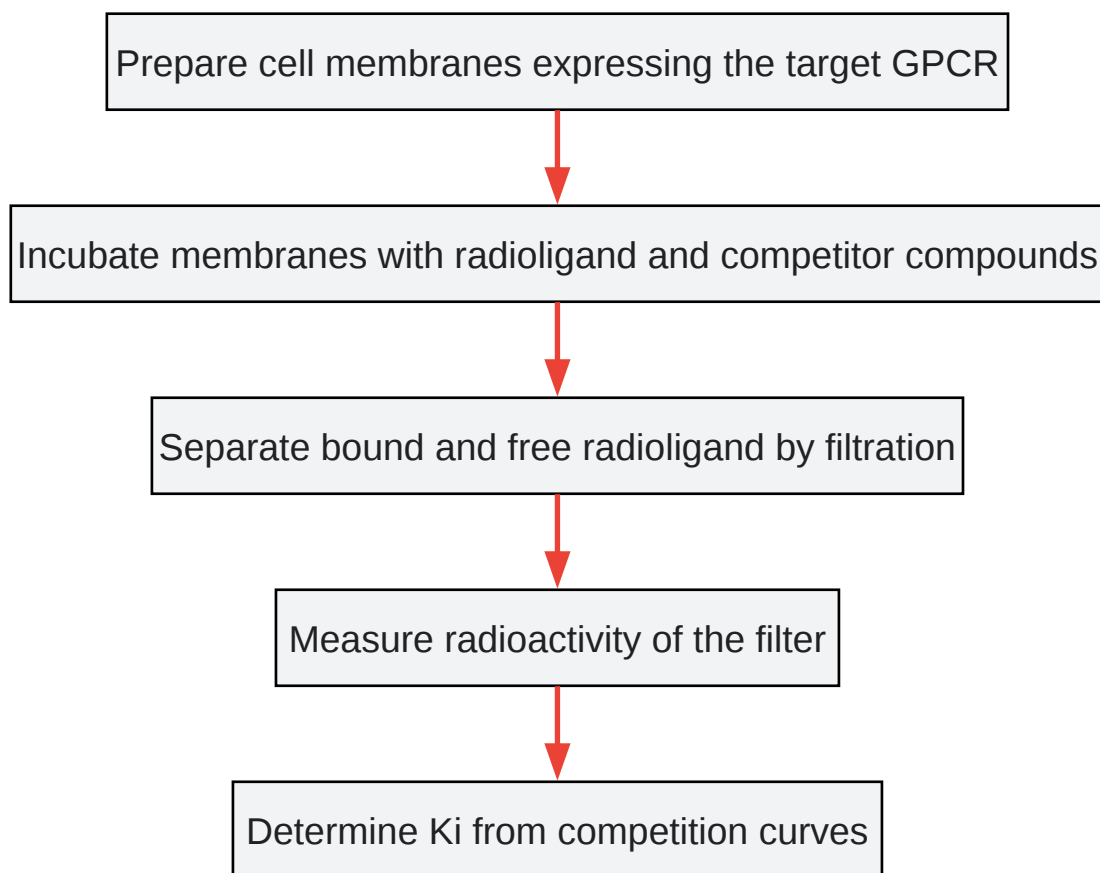 Prepare cell membranes expressing the target GPCR
Incubate membranes with radioligand and competitor compounds
Separate bound and free radioligand by filtration
Measure radioactivity of the filter
Determine Ki from competition curves